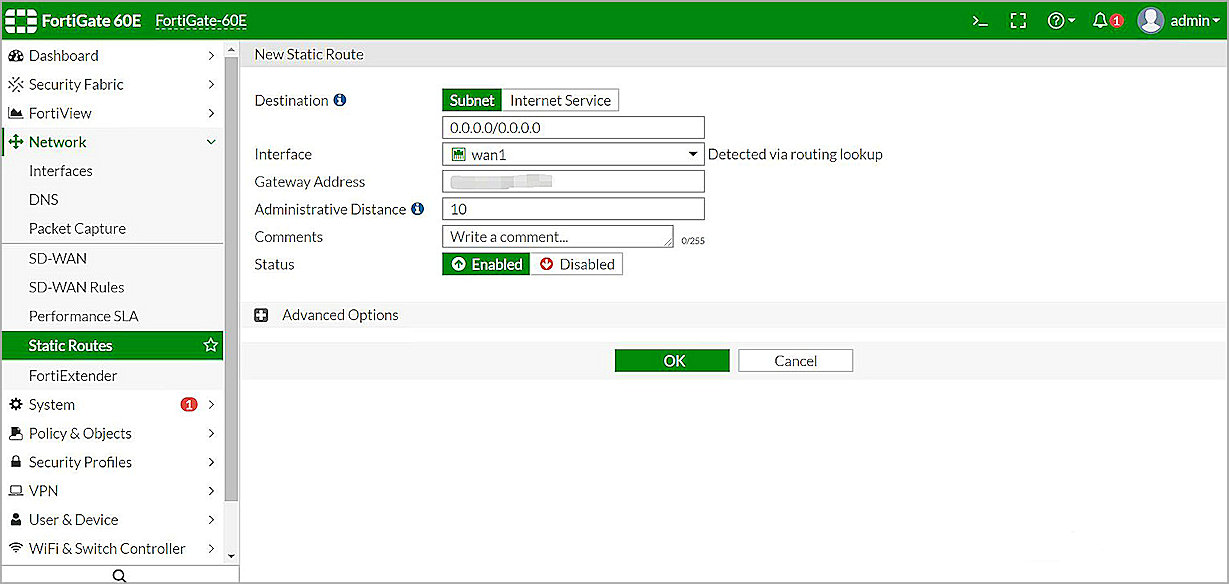 FortiGate 60E FortiGate-60E >_ 1 admin
Dashboard
Security Fabric
FortiView
Network
Interfaces
DNS
Packet Capture
SD-WAN
SD-WAN Rules
Performance SLA
Static Routes
FortiExtender
System 1
Policy & Objects
Security Profiles
VPN
User & Device
WiFi & Switch Controller
New Static Route
Destination Subnet Internet Service
0.0.0.0/0.0.0.0
Interface wan1 Detected via routing lookup
Gateway Address
Administrative Distance 10
Comments Write a comment... 0/255
Status Enabled Disabled
Advanced Options
OK Cancel